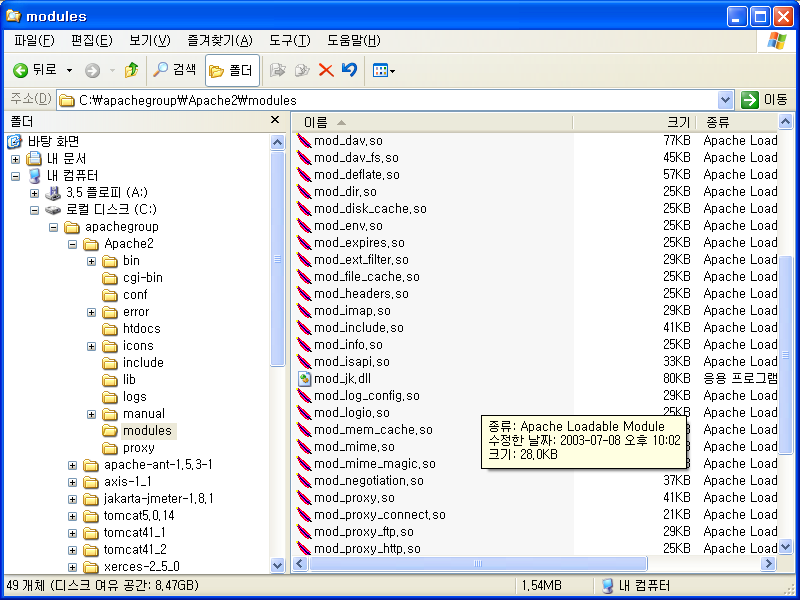 modules
파일(F) 편집(E) 보기(V) 즐겨찾기(A) 도구(T) 도움말(H)
뒤로 검색 폴더
주소(D) C:\apachegroup\Apache2\modules 이동
폴더
바탕 화면
내 문서
내 컴퓨터
3,5 플로피 (A:)
로컬 디스크 (C:)
apachegroup
Apache2
bin
cgi-bin
conf
error
htdocs
icons
include
lib
logs
manual
modules
proxy
apache-ant-1,5,3-1
axis-1_1
jakarta-jmeter-1,8,1
tomcat5,0,14
tomcat41_1
tomcat41_2
xerces-2_5_0
이름 크기 종류
mod_dav,so 77KB Apache Load
mod_dav_fs,so 45KB Apache Load
mod_deflate,so 57KB Apache Load
mod_dir,so 25KB Apache Load
mod_disk_cache,so 25KB Apache Load
mod_env,so 25KB Apache Load
mod_expires,so 25KB Apache Load
mod_ext_filter,so 29KB Apache Load
mod_file_cache,so 25KB Apache Load
mod_headers,so 25KB Apache Load
mod_imap,so 29KB Apache Load
mod_include,so 41KB Apache Load
mod_info,so 25KB Apache Load
mod_isapi,so 33KB Apache Load
mod_jk,dll 80KB 응용 프로그램
mod_log_config,so 29KB Apache Load
mod_logio,so 25KB Apache Load
mod_mem_cache,so Apache Load
mod_mime,so Apache Load
mod_mime_magic,so Apache Load
mod_negotiation,so 37KB Apache Load
mod_proxy,so 41KB Apache Load
mod_proxy_connect,so 21KB Apache Load
mod_proxy_ftp,so 29KB Apache Load
mod_proxy_http,so 25KB Apache Load
종류: Apache Loadable Module
수정한 날짜: 2003-07-08 오후 10:02
크기: 28,0KB
49 개체 (디스크 여유 공간: 8,47GB) 1,54MB 내 컴퓨터